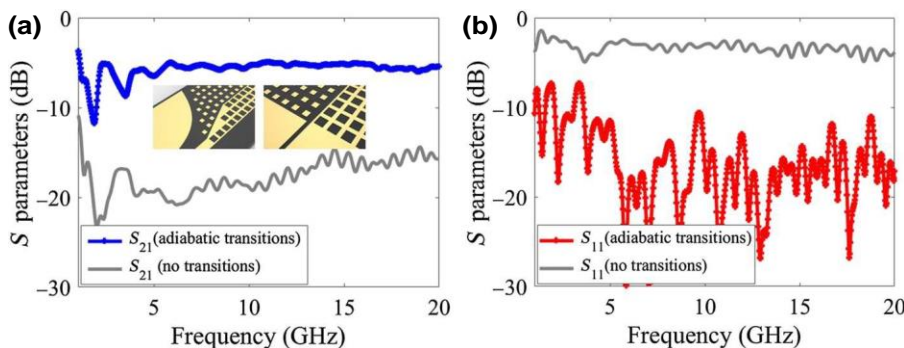 (a)
0
−10
−20
−30
S parameters (dB)
S21 (adiabatic transitions)
S21 (no transitions)
5
10
15
20
Frequency (GHz)
(b)
0
−10
−20
−30
S parameters (dB)
S11 (adiabatic transitions)
S11 (no transitions)
5
10
15
20
Frequency (GHz)